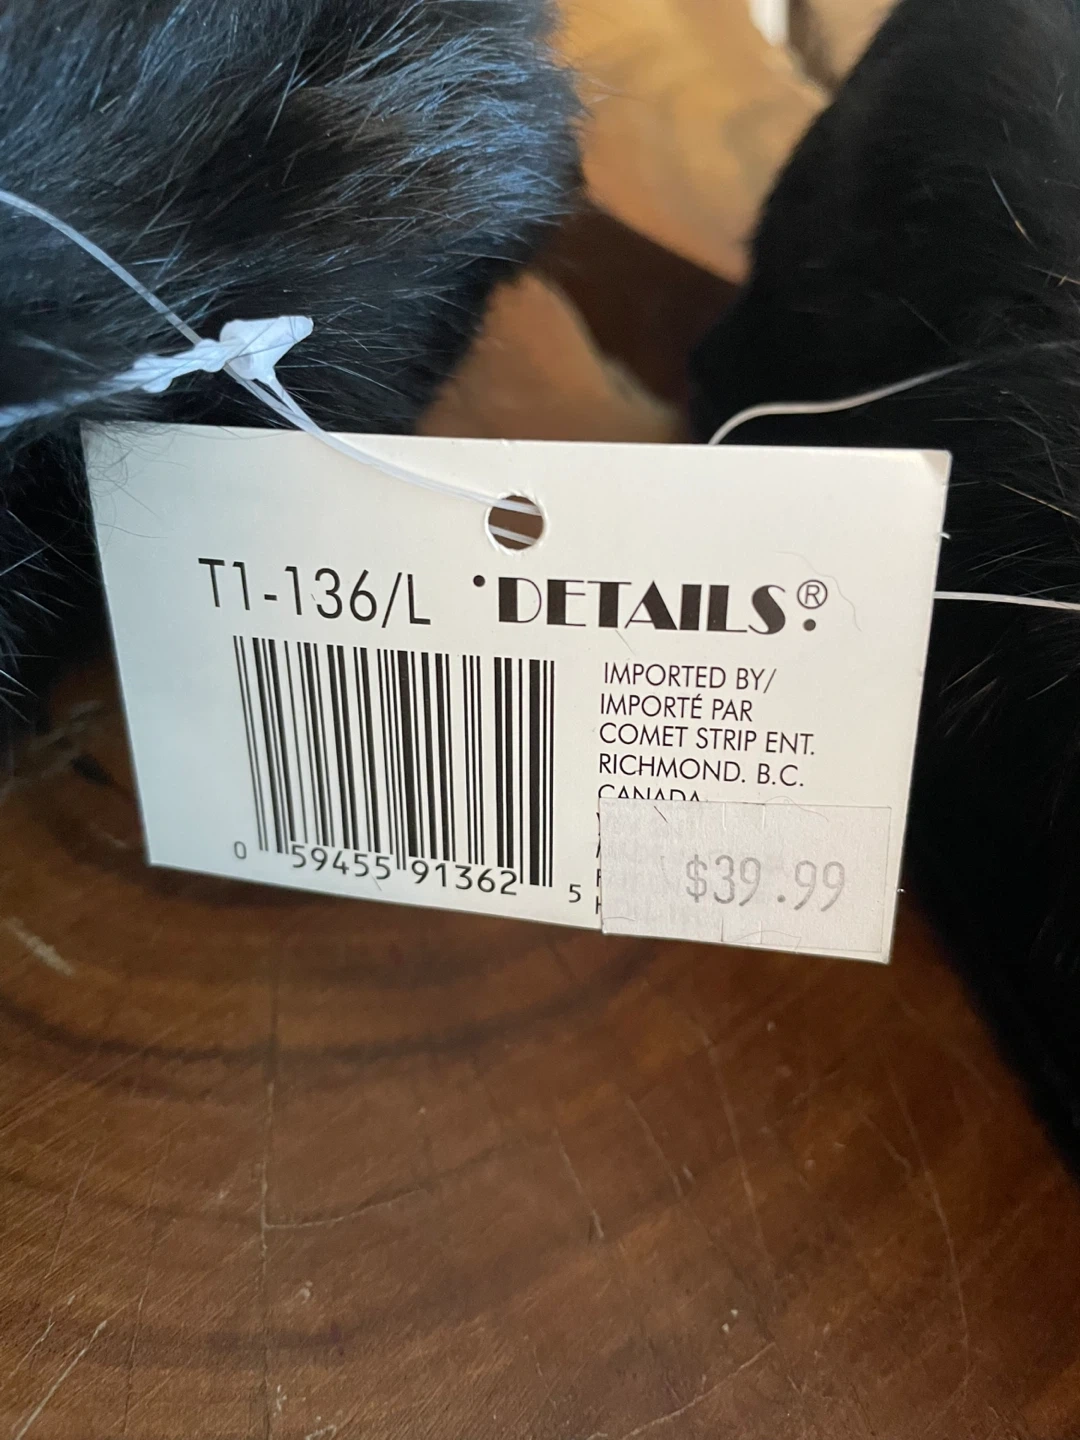 T1-136/L
•DETAILS®.
IMPORTED BY/
IMPORTÉ PAR
COMET STRIP ENT.
RICHMOND. B.C.
CANADA
$39.99
0 59455 91362 5